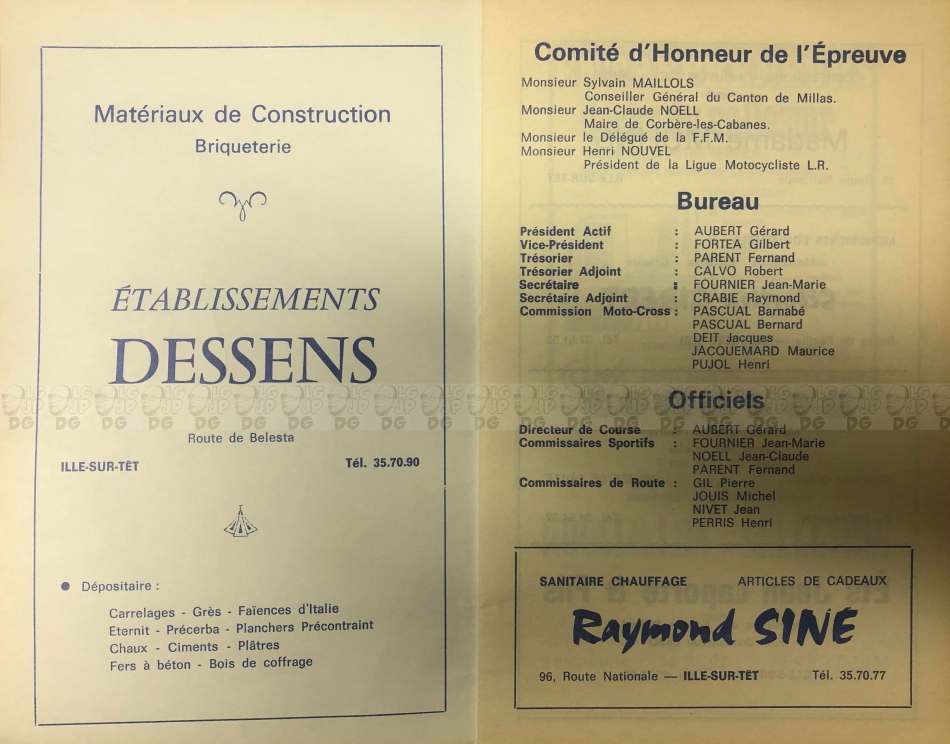 Matériaux de Construction
Briqueterie
ÉTABLISSEMENTS
DESSENS
Route de Belesta
ILLE-SUR-TÊT Tél. 35.70.90
● Dépositaire :
Carrelages - Grès - Faïences d'Italie
Eternit - Précerba - Planchers Précontraint
Chaux - Ciments - Plâtres
Fers à béton - Bois de coffrage
Comité d'Honneur de l'Épreuve
Monsieur Sylvain MAILLOLS
Conseiller Général du Canton de Millas.
Monsieur Jean-Claude NOELL
Maire de Corbère-les-Cabanes.
Monsieur le Délégué de la F.F.M.
Monsieur Henri NOUVEL
Président de la Ligue Motocycliste L.R.
Bureau
Président Actif : AUBERT Gérard
Vice-Président : FORTEA Gilbert
Trésorier : PARENT Fernand
Trésorier Adjoint : CALVO Robert
Secrétaire : FOURNIER Jean-Marie
Secrétaire Adjoint : CRABIE Raymond
Commission Moto-Cross : PASCUAL Barnabé
PASCUAL Bernard
DEIT Jacques
JACQUEMARD Maurice
PUJOL Henri
Officiels
Directeur de Course : AUBERT Gérard
Commissaires Sportifs : FOURNIER Jean-Marie
NOELL Jean-Claude
PARENT Fernand
Commissaires de Route : GIL Pierre
JOUIS Michel
NIVET Jean
PERRIS Henri
SANITAIRE CHAUFFAGE ARTICLES DE CADEAUX
Raymond SINÉ
96, Route Nationale — ILLE-SUR-TÊT Tél. 35.70.77